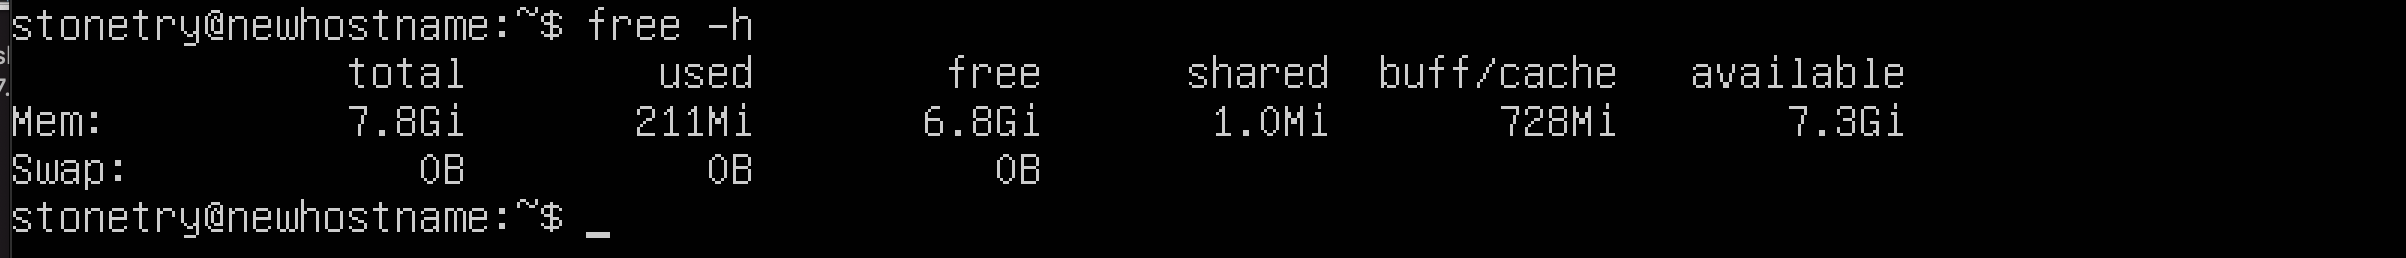 stonetry@newhostname:~$ free -h
total used free shared buff/cache available
Mem: 7.8Gi 211Mi 6.8Gi 1.0Mi 728Mi 7.3Gi
Swap: 0B 0B 0B
stonetry@newhostname:~$ _